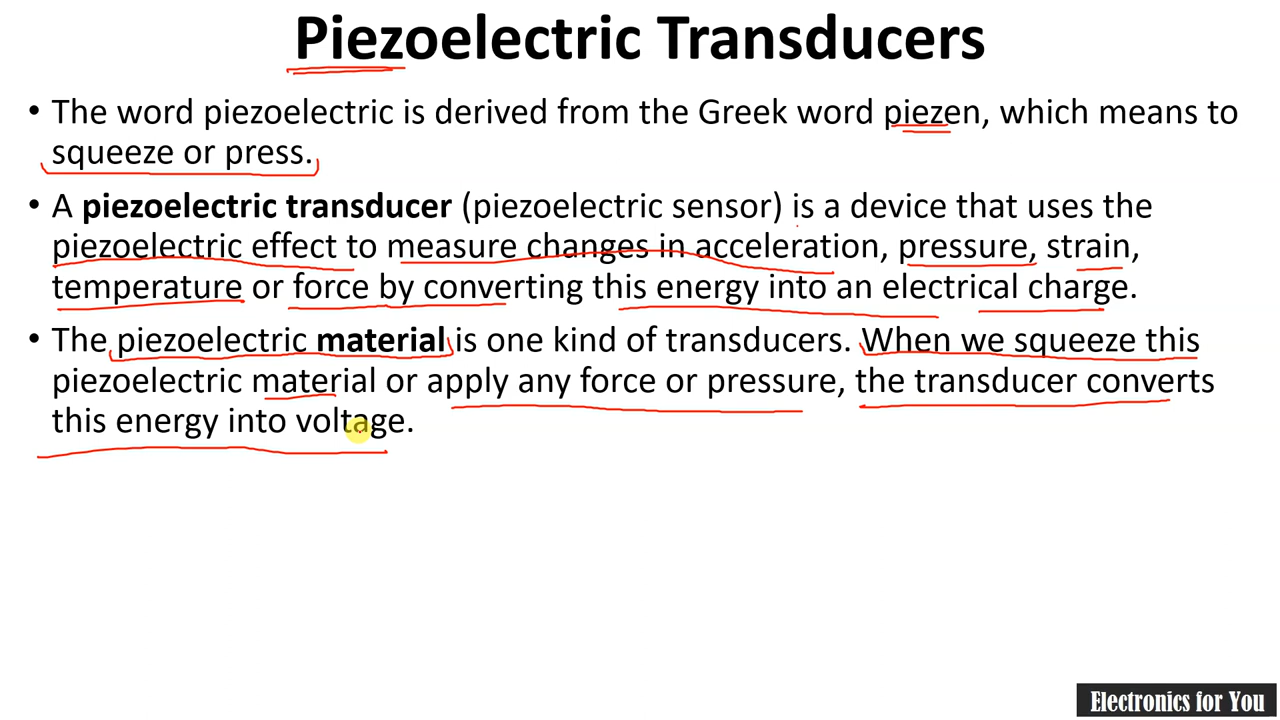 Piezoelectric Transducers
• The word piezoelectric is derived from the Greek word piezen, which means to
squeeze or press.
• A piezoelectric transducer (piezoelectric sensor) is a device that uses the
piezoelectric effect to measure changes in acceleration, pressure, strain,
temperature or force by converting this energy into an electrical charge.
• The piezoelectric material is one kind of transducers. When we squeeze this
piezoelectric material or apply any force or pressure, the transducer converts
this energy into voltage.
Electronics for You